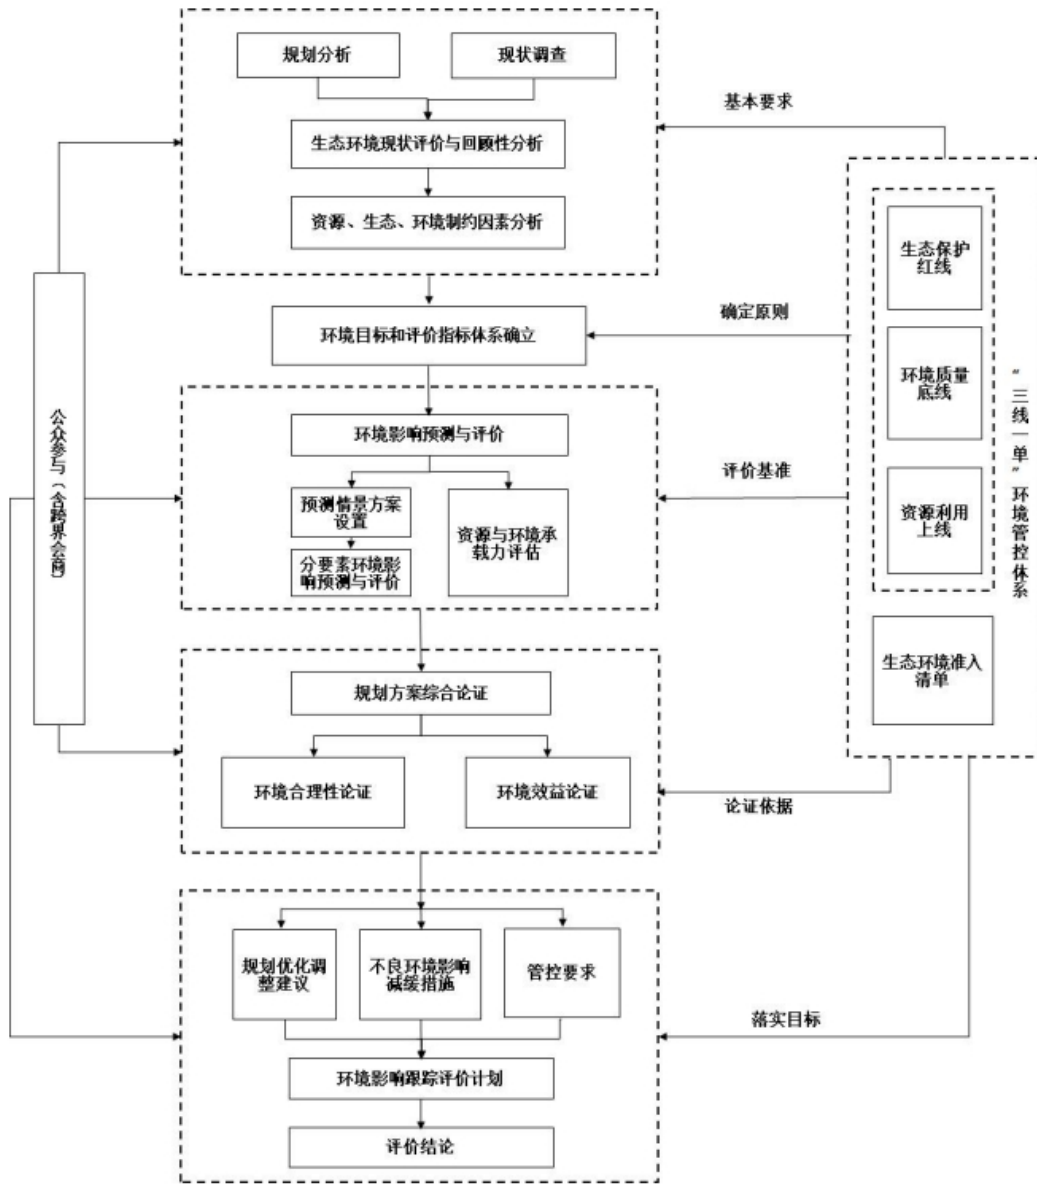 规划分析
现状调查
基本要求
生态环境现状评价与回顾性分析
资源、生态、环境制约因素分析
生态保护
红线
确定原则
环境目标和评价指标体系确立
环境质量
底线
“三线一单”环境管控体系
公众参与（含跨界会商）
环境影响预测与评价
评价基准
预测情景方案
设置
资源与环境承
载力评估
资源利用
上线
分要素环境影
响预测与评价
生态环境准入
清单
规划方案综合论证
环境合理性论证
环境效益论证
论证依据
规划优化调
整建议
不良环境影响
减缓措施
管控要求
落实目标
环境影响跟踪评价计划
评价结论